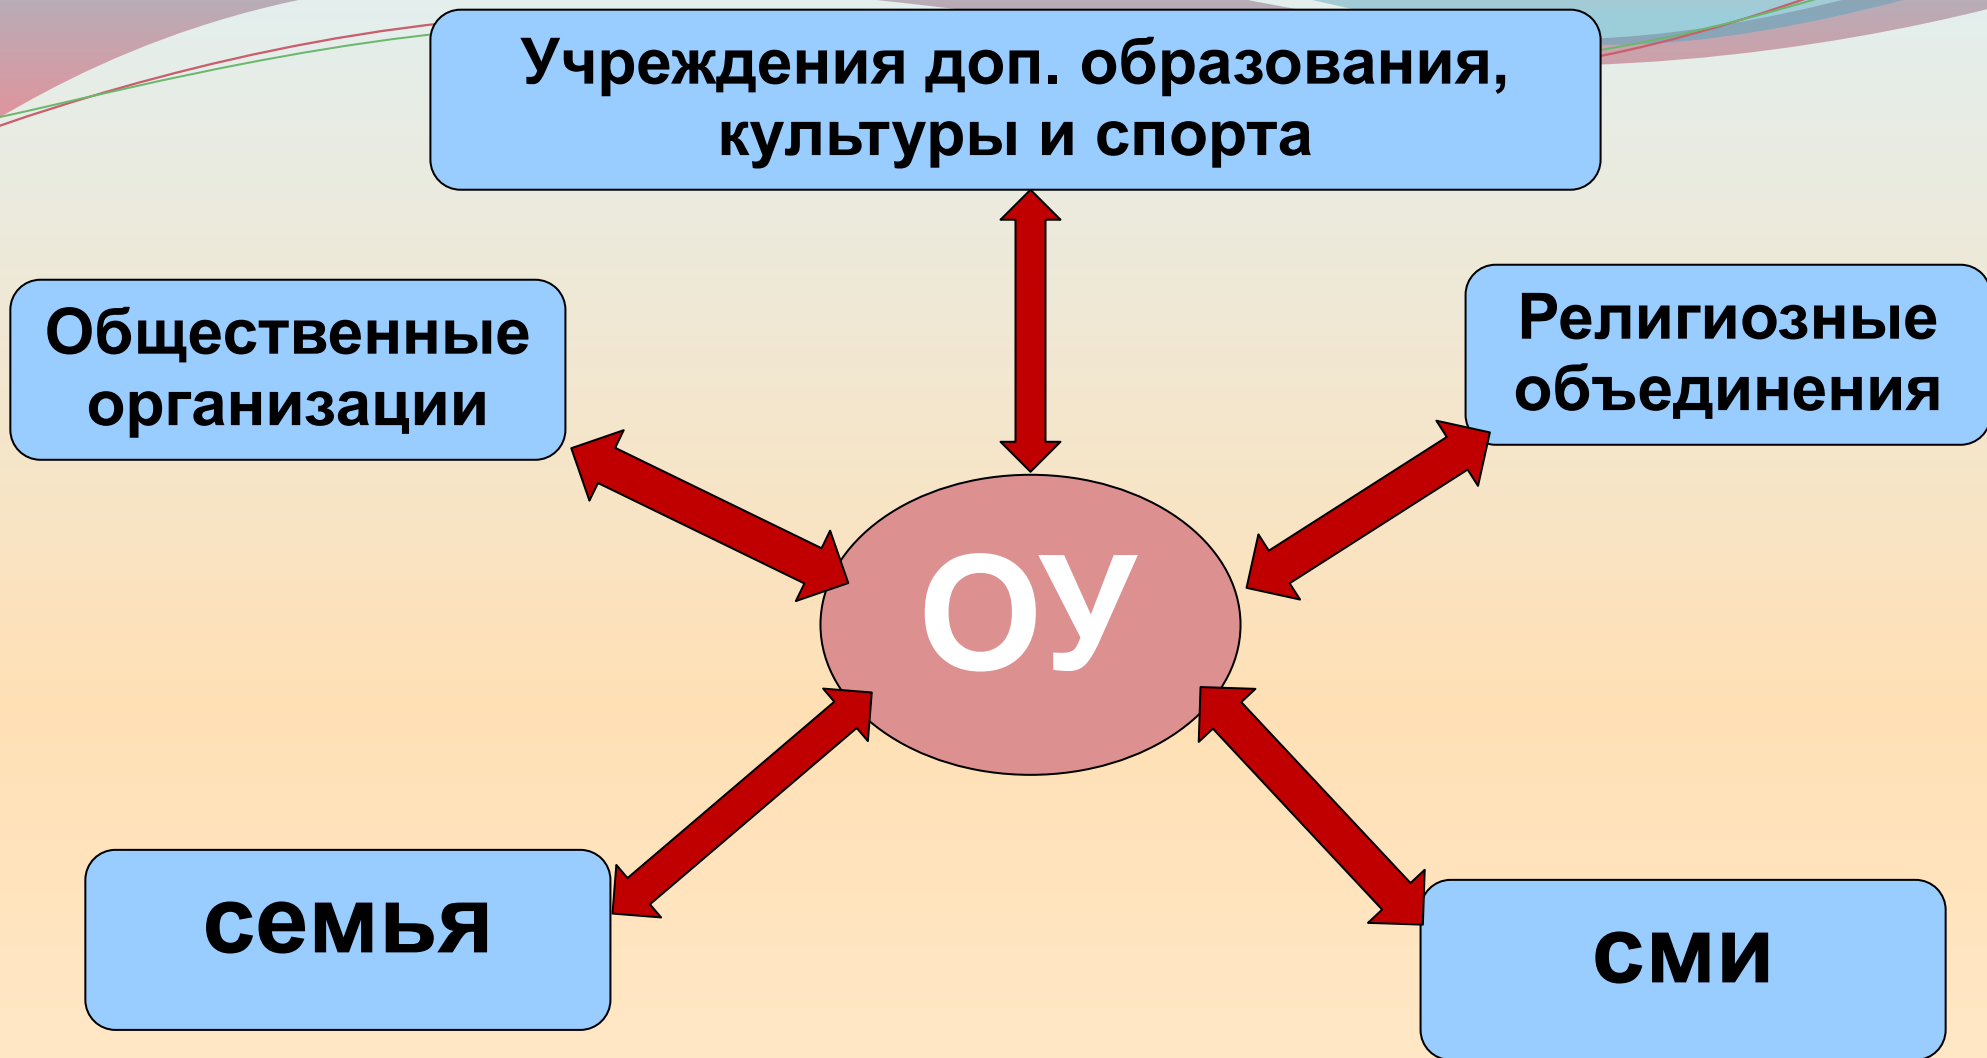 Учреждения доп. образования,
культуры и спорта
Общественные
организации
Религиозные
объединения
ОУ
семья
сми